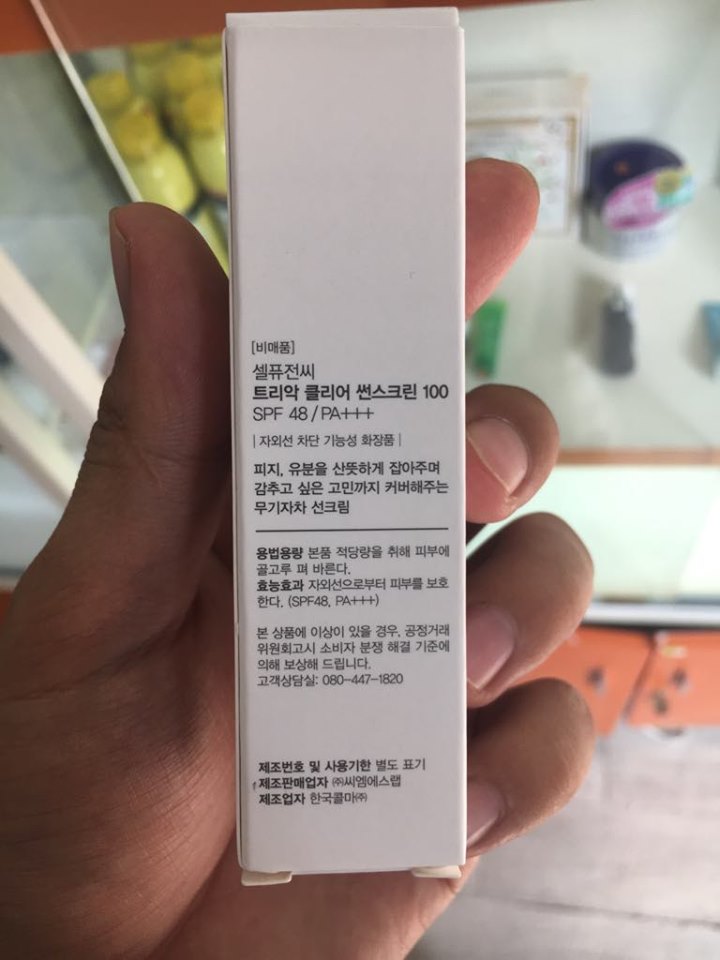 [비매품]
셀퓨전씨
트리악 클리어 썬스크린 100
SPF 48 / PA+++
| 자외선 차단 기능성 화장품 |
피지, 유분을 산뜻하게 잡아주며
감추고 싶은 고민까지 커버해주는
무기자차 선크림
용법용량 본품 적당량을 취해 피부에
골고루 펴 바른다.
효능효과 자외선으로부터 피부를 보호
한다. (SPF48, PA+++)
본 상품에 이상이 있을 경우, 공정거래
위원회고시 소비자 분쟁 해결 기준에
의해 보상해 드립니다.
고객상담실: 080-447-1820
제조번호 및 사용기한 별도 표기
제조판매업자 ㈜씨엠에스랩
제조업자 한국콜마㈜